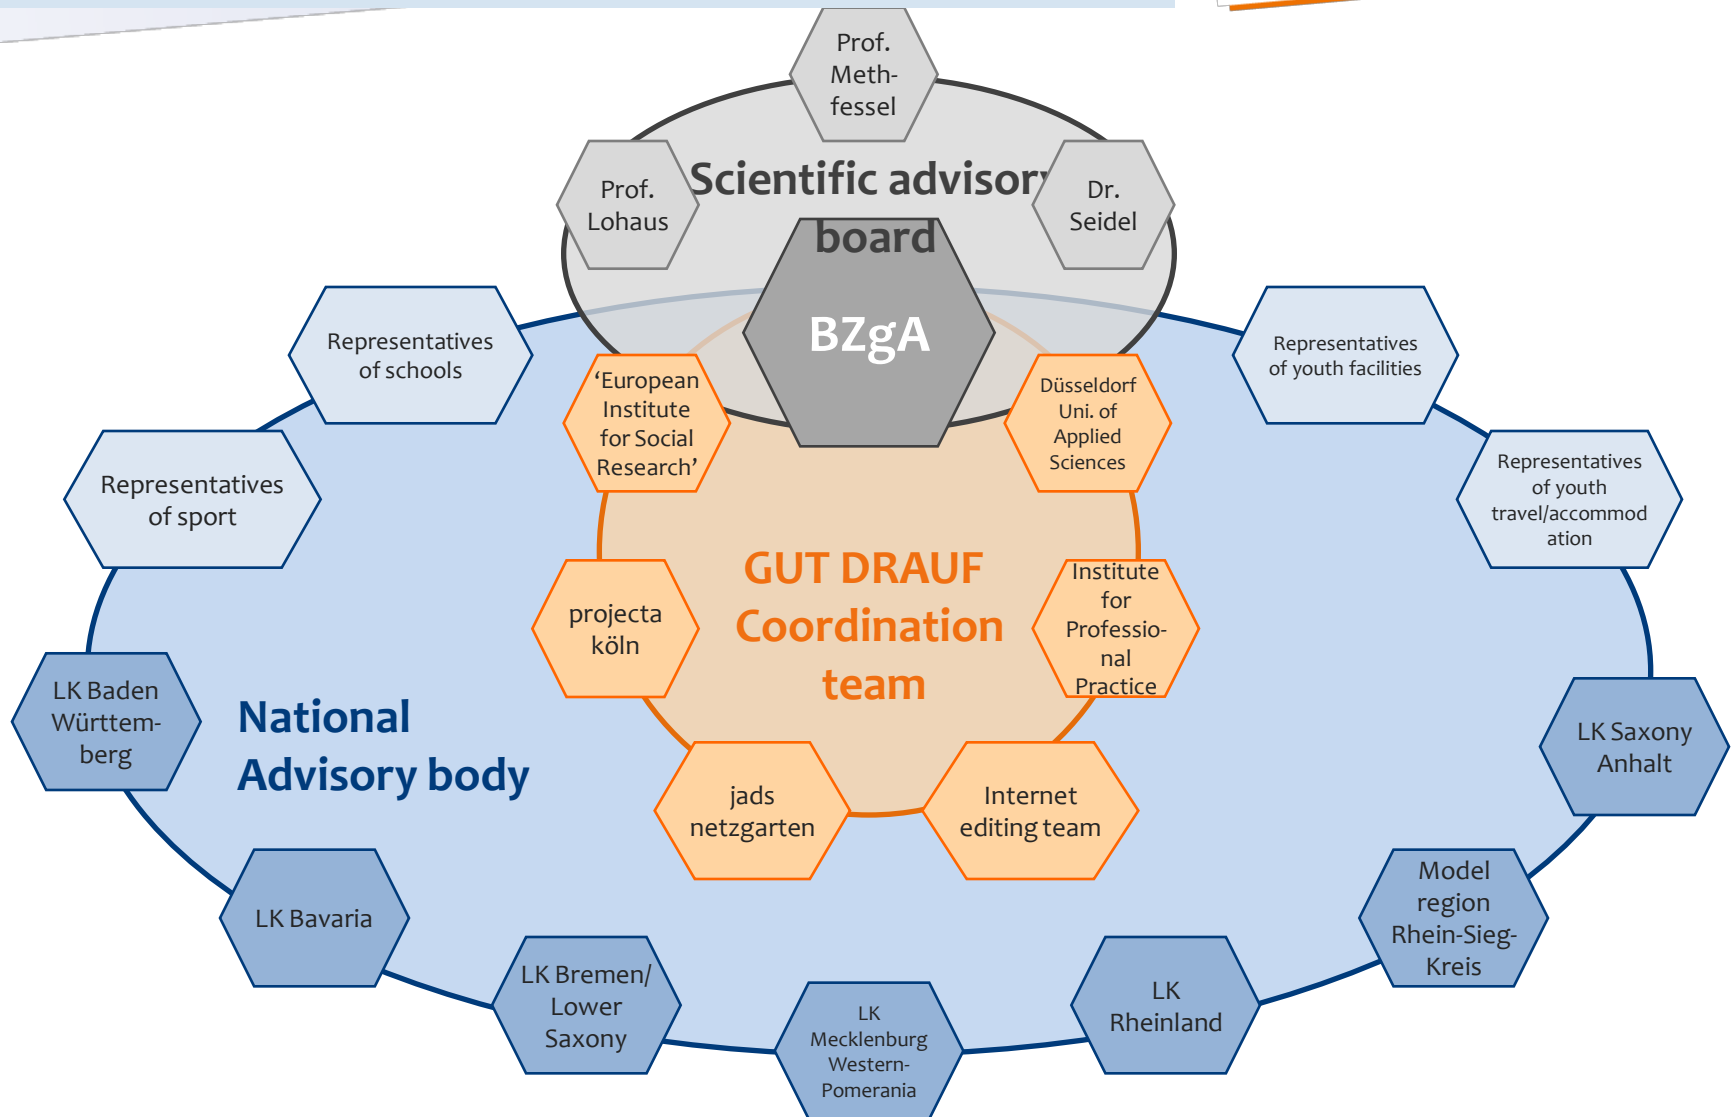 Prof.
Meth-
fessel
Scientific advisory
board
Prof.
Lohaus
Dr.
Seidel
BZgA
Representatives
of schools
Representatives
of youth facilities
'European
Institute
for Social
Research'
Düsseldorf
Uni. of
Applied
Sciences
Representatives
of sport
Representatives
of youth
travel/accommod
ation
GUT DRAUF
Coordination
team
projecta
köln
Institute
for
Professio-
nal
Practice
LK Baden
Württem-
berg
National
Advisory body
LK Saxony
Anhalt
jads
netzgarten
Internet
editing team
LK Bavaria
Model
region
Rhein-Sieg-
Kreis
LK Bremen/
Lower
Saxony
LK
Mecklenburg
Western-
Pomerania
LK
Rheinland